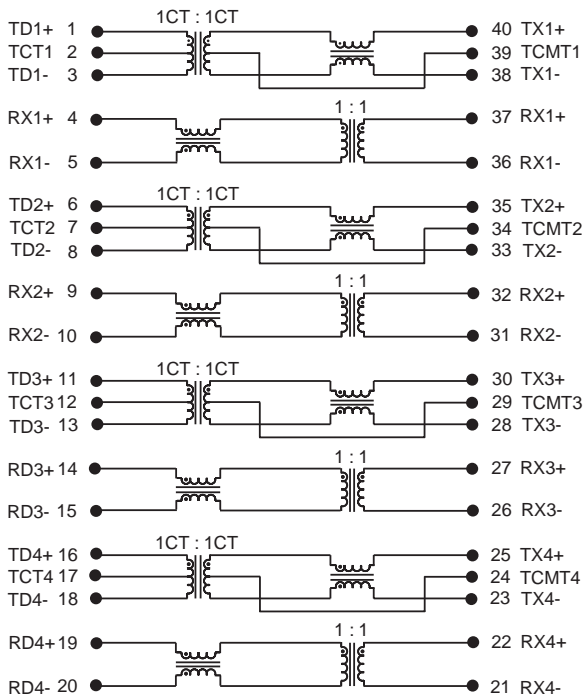 1CT : 1CT
TD1+ 1 40 TX1+
TCT1 2 39 TCMT1
TD1- 3 38 TX1-
1 : 1
RX1+ 4 37 RX1+
RX1- 5 36 RX1-
1CT : 1CT
TD2+ 6 35 TX2+
TCT2 7 34 TCMT2
TD2- 8 33 TX2-
1 : 1
RX2+ 9 32 RX2+
RX2- 10 31 RX2-
1CT : 1CT
TD3+ 11 30 TX3+
TCT3 12 29 TCMT3
TD3- 13 28 TX3-
1 : 1
RD3+ 14 27 RX3+
RD3- 15 26 RX3-
1CT : 1CT
TD4+ 16 25 TX4+
TCT4 17 24 TCMT4
TD4- 18 23 TX4-
1 : 1
RD4+ 19 22 RX4+
RD4- 20 21 RX4-